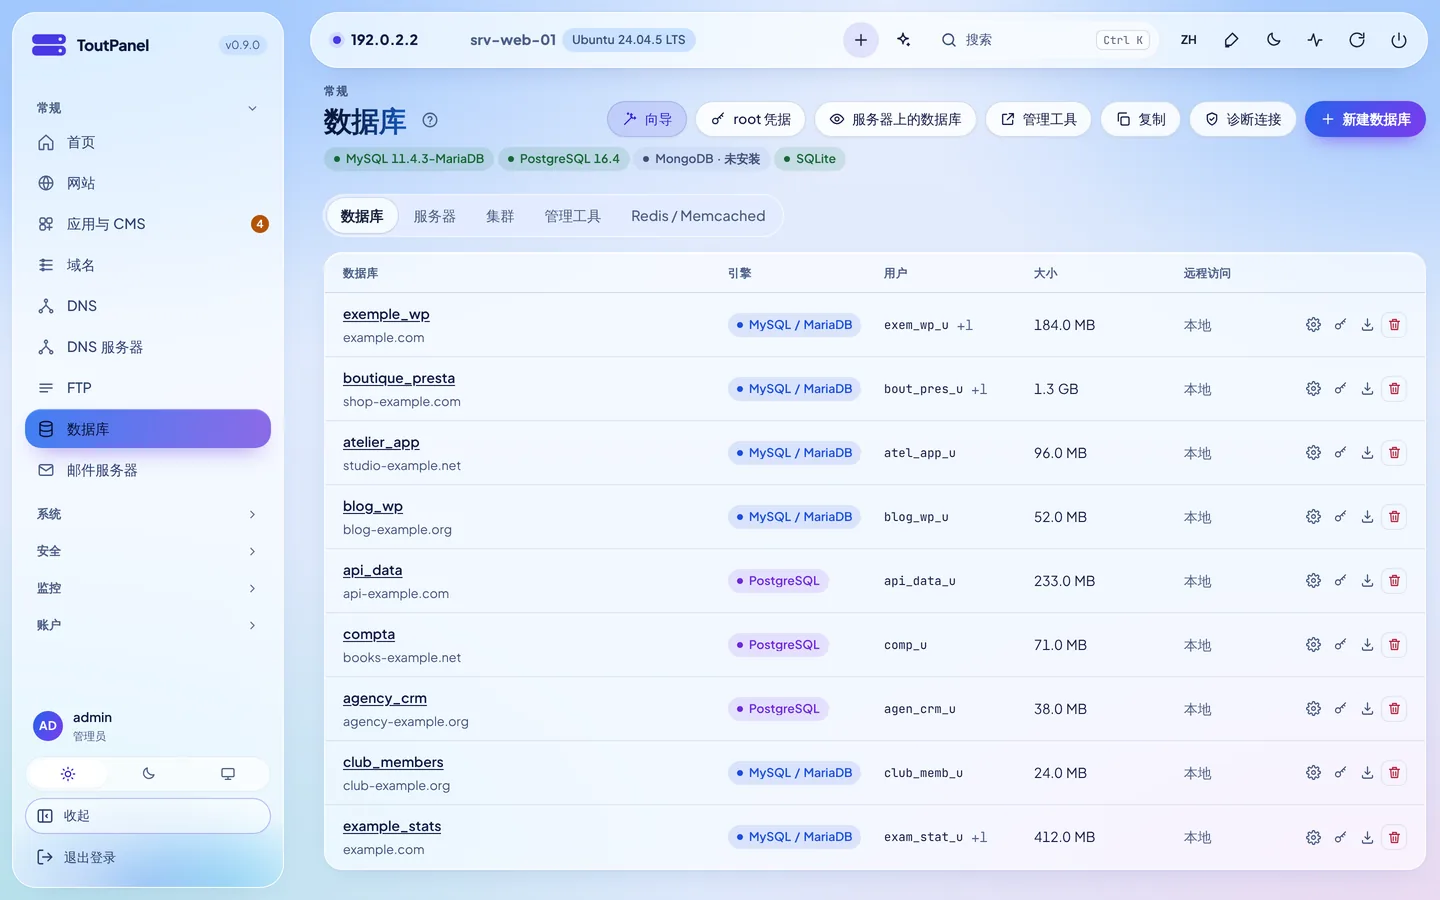 ToutPanel
v0.9.0
常规
首页
网站
应用与 CMS
4
域名
DNS
DNS 服务器
FTP
数据库
邮件服务器
系统
安全
监控
账户
AD
admin
管理员
收起
退出登录
192.0.2.2
srv-web-01
Ubuntu 24.04.5 LTS
搜索
Ctrl K
ZH
常规
数据库
向导
root 凭据
服务器上的数据库
管理工具
复制
诊断连接
新建数据库
MySQL 11.4.3-MariaDB
PostgreSQL 16.4
MongoDB · 未安装
SQLite
数据库
服务器
集群
管理工具
Redis / Memcached
数据库 引擎 用户 大小 远程访问
exemple_wp
example.com
MySQL / MariaDB
exem_wp_u +1
184.0 MB
本地
boutique_presta
shop-example.com
MySQL / MariaDB
bout_pres_u +1
1.3 GB
本地
atelier_app
studio-example.net
MySQL / MariaDB
atel_app_u
96.0 MB
本地
blog_wp
blog-example.org
MySQL / MariaDB
blog_wp_u
52.0 MB
本地
api_data
api-example.com
PostgreSQL
api_data_u
233.0 MB
本地
compta
books-example.net
PostgreSQL
comp_u
71.0 MB
本地
agency_crm
agency-example.org
PostgreSQL
agen_crm_u
38.0 MB
本地
club_members
club-example.org
MySQL / MariaDB
club_memb_u
24.0 MB
本地
example_stats
example.com
MySQL / MariaDB
exam_stat_u +1
412.0 MB
本地